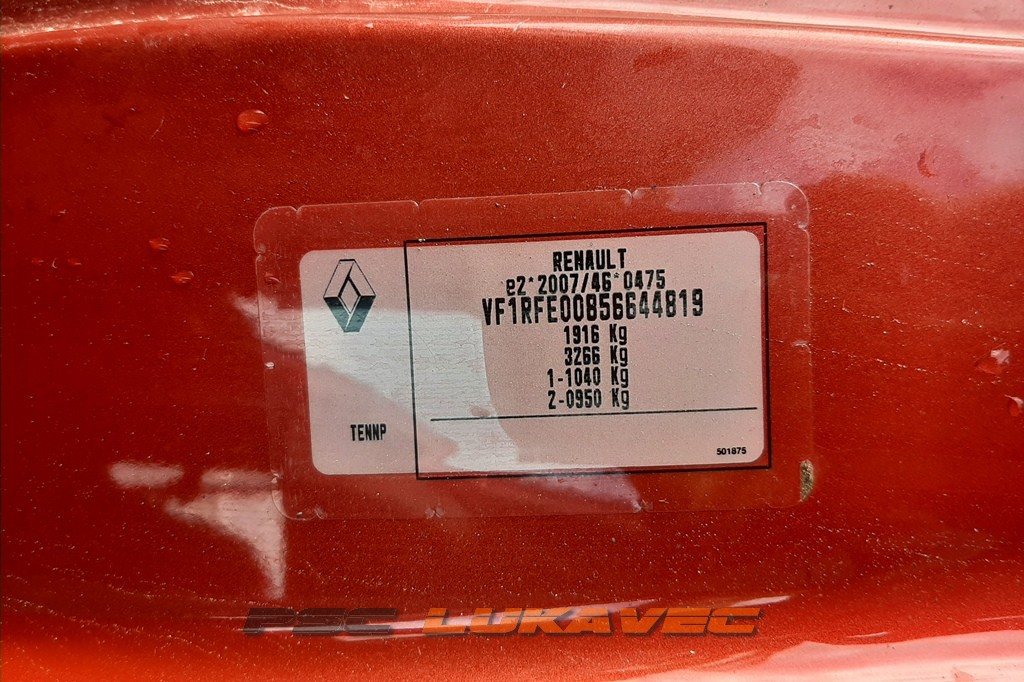 RENAULT
e2*2007/46*0475
VF1RFE00856644819
1916 Kg
3266 Kg
1-1040 Kg
2-0950 Kg
TENNP
501875
PSC LUKAVEC